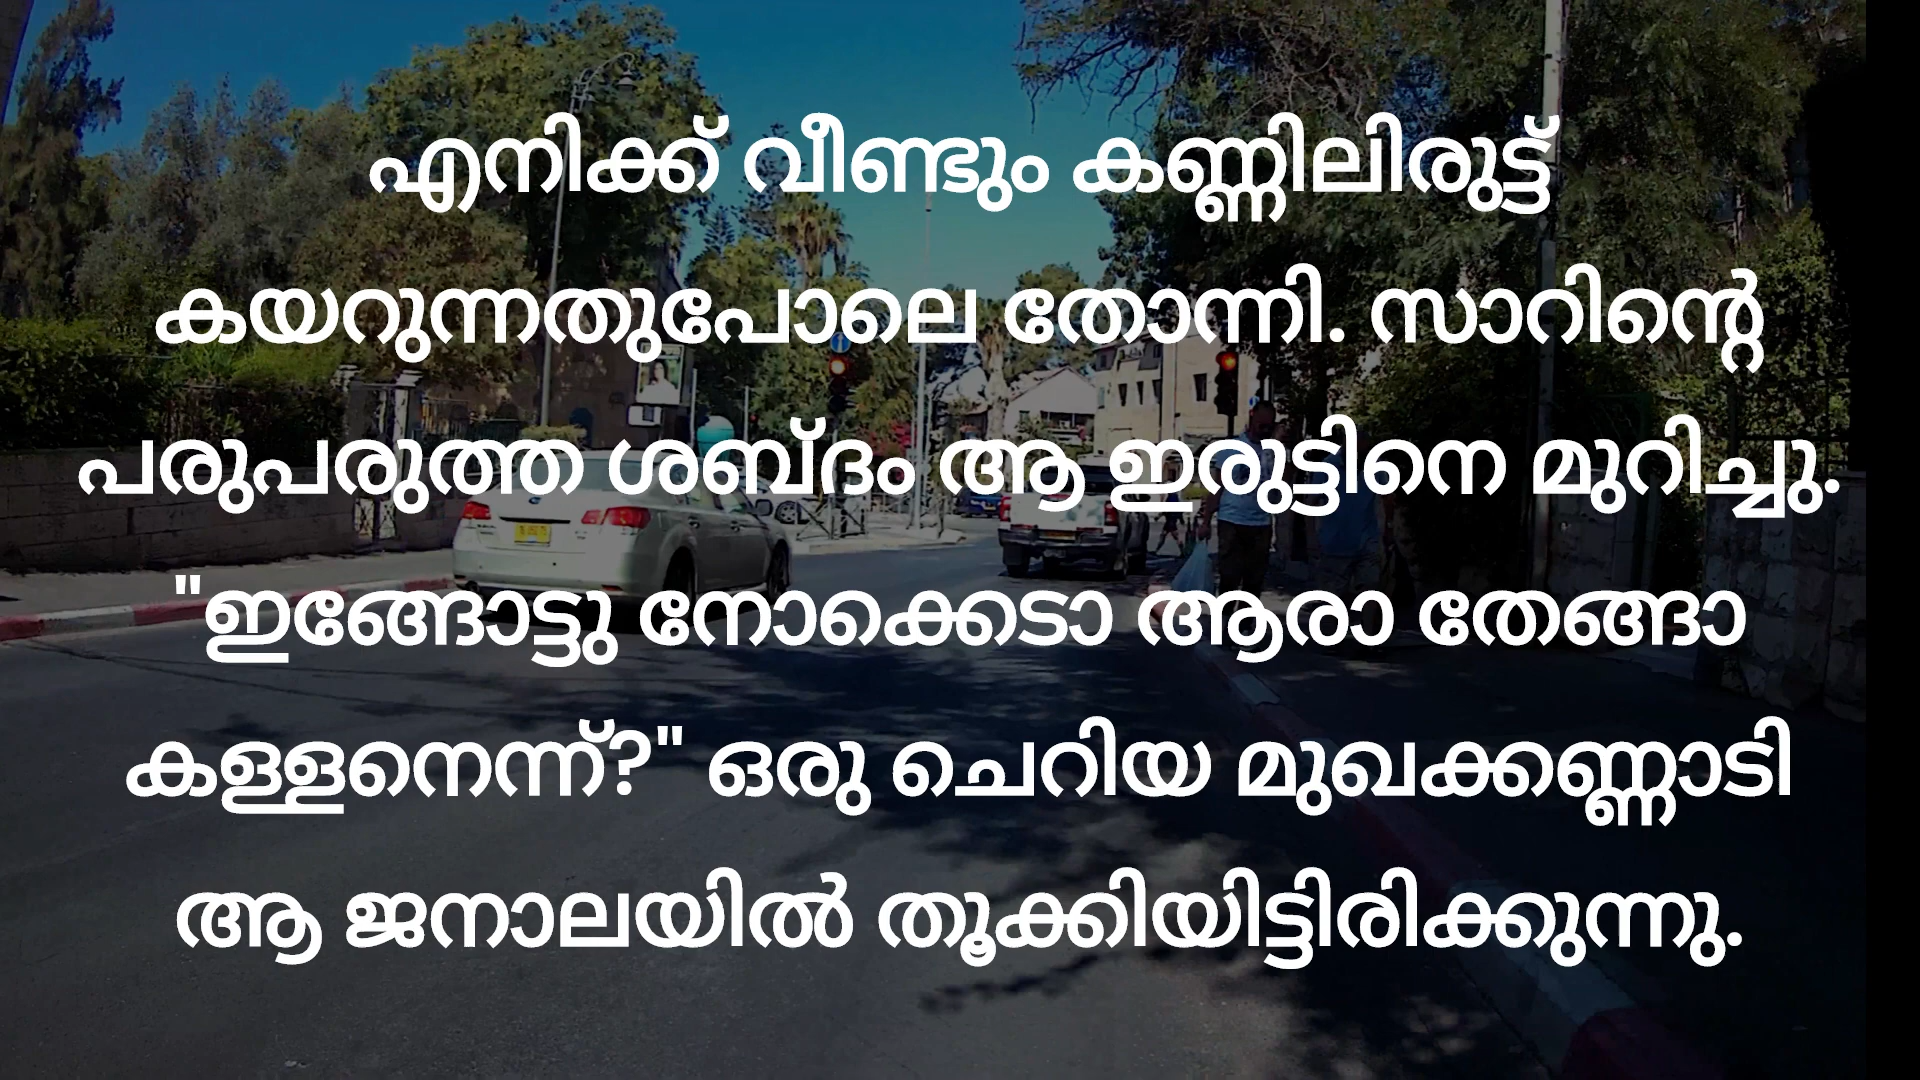 എനിക്ക് വീണ്ടും കണ്ണിലിരുട്ട്
കയറുന്നതുപോലെ തോന്നി. സാറിന്റെ
പരുപരുത്ത ശബ്ദം ആ ഇരുട്ടിനെ മുറിച്ചു.
"ഇങ്ങോട്ടു നോക്കെടാ ആരാ തേങ്ങാ
കള്ളനെന്ന്?" ഒരു ചെറിയ മുഖക്കണ്ണാടി
ആ ജനാലയിൽ തൂക്കിയിട്ടിരിക്കുന്നു.